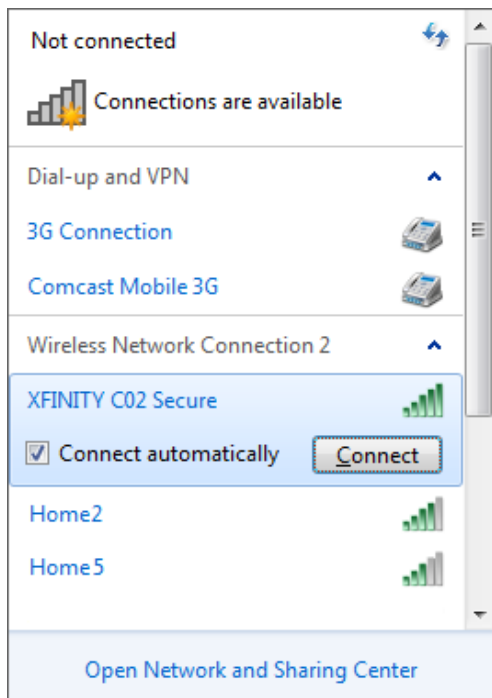 Not connected
Connections are available
Dial-up and VPN
3G Connection
Comcast Mobile 3G
Wireless Network Connection 2
XFINITY C02 Secure
Connect automatically Connect
Home2
Home5
Open Network and Sharing Center